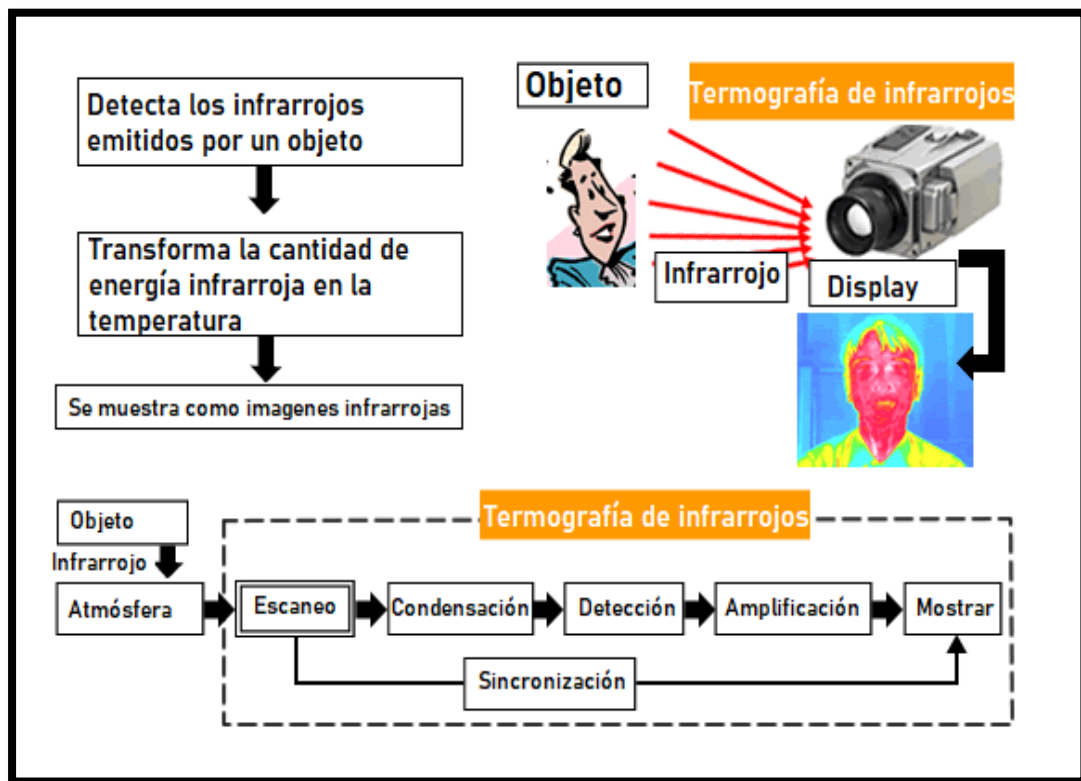 Detecta los infrarrojos
emitidos por un objeto
Transforma la cantidad de
energía infrarroja en la
temperatura
Se muestra como imagenes infrarrojas
Objeto
Termografía de infrarrojos
Infrarrojo
Display
Termografía de infrarrojos
Objeto
Infrarrojo
Atmósfera
Escaneo
Condensación
Detección
Amplificación
Mostrar
Sincronización